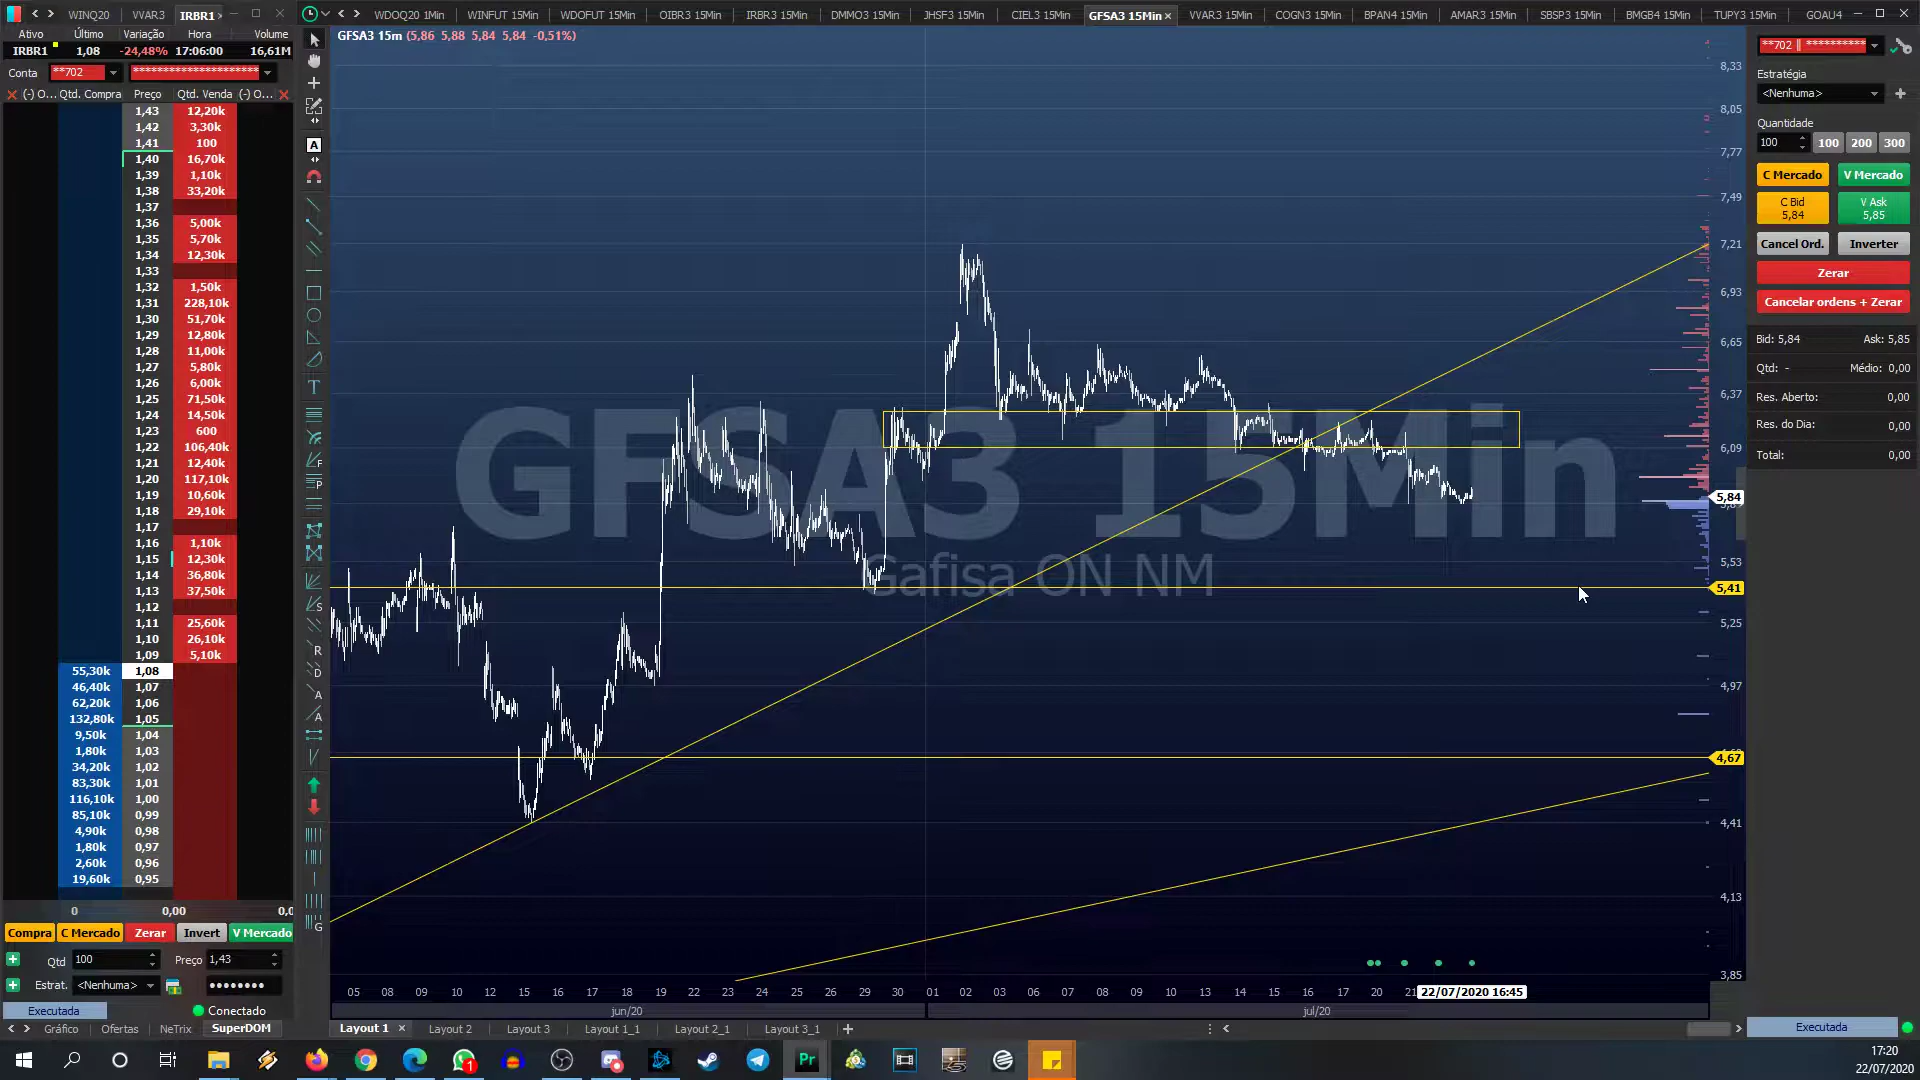 WINQ20 VVAR3 IRBR1
Ativo Último Variação Hora Volume
IRBR1 1,08 -24,48% 17:06:00 16,61M
Conta **702 *********************
(-) O... Qtd. Compra Preço Qtd. Venda (-) O...
1,43 12,20k
1,42 3,30k
1,41 100
1,40 16,70k
1,39 1,10k
1,38 33,20k
1,37
1,36 5,00k
1,35 5,70k
1,34 12,30k
1,33
1,32 1,50k
1,31 228,10k
1,30 51,70k
1,29 12,80k
1,28 11,00k
1,27 5,80k
1,26 6,00k
1,25 71,50k
1,24 14,50k
1,23 600
1,22 106,40k
1,21 12,40k
1,20 117,10k
1,19 10,60k
1,18 29,10k
1,17
1,16 1,10k
1,15 12,30k
1,14 36,80k
1,13 37,50k
1,12
1,11 25,60k
1,10 26,10k
1,09 5,10k
55,30k 1,08
46,40k 1,07
62,20k 1,06
132,80k 1,05
9,50k 1,04
1,80k 1,03
34,20k 1,02
83,30k 1,01
116,10k 1,00
85,10k 0,99
4,90k 0,98
1,80k 0,97
2,60k 0,96
19,60k 0,95
0 0,00 0,0
Compra C Mercado Zerar Invert V Mercado
Qtd 100 Preço 1,43
Estrat. <Nenhuma> ••••••••
Executada Conectado
Gráfico Ofertas NeTrix SuperDOM
WDOQ20 1Min WINFUT 15Min WDOFUT 15Min OIBR3 15Min IRBR3 15Min DMMO3 15Min JHSF3 15Min CIEL3 15Min GFSA3 15Min VVAR3 15Min COGN3 15Min BPAN4 15Min AMAR3 15Min SBSP3 15Min BMGB4 15Min TUPY3 15Min GOAU4
GFSA3 15m (5,86 5,88 5,84 5,84 -0,51%)
GFSA3 15Min
Gafisa ON NM
8,33
8,05
7,77
7,49
7,21
6,93
6,65
6,37
6,09
5,84
5,53
5,41
5,25
4,97
4,67
4,41
4,13
3,85
05 08 09 10 12 15 16 17 18 19 22 23 24 25 26 29 30 01 02 03 06 07 08 09 10 13 14 15 16 17 20 21 22/07/2020 16:45
jun/20 jul/20
Layout 1 Layout 2 Layout 3 Layout 1_1 Layout 2_1 Layout 3_1
**702 || **********
Estratégia
<Nenhuma>
Quantidade
100 100 200 300
C Mercado V Mercado
C Bid 5,84 V Ask 5,85
Cancel Ord. Inverter
Zerar
Cancelar ordens + Zerar
Bid: 5,84 Ask: 5,85
Qtd: - Médio: 0,00
Res. Aberto: 0,00
Res. do Dia: 0,00
Total: 0,00
Executada
17:20
22/07/2020